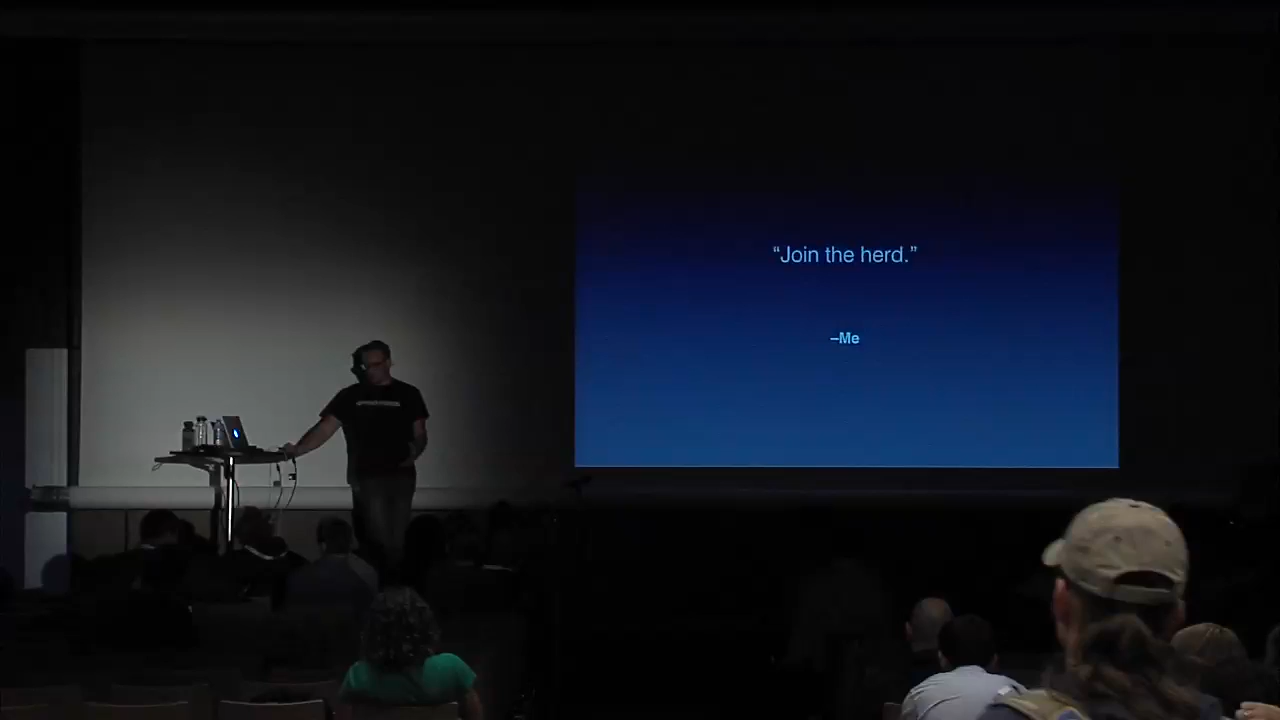 “Join the herd.”
–Me